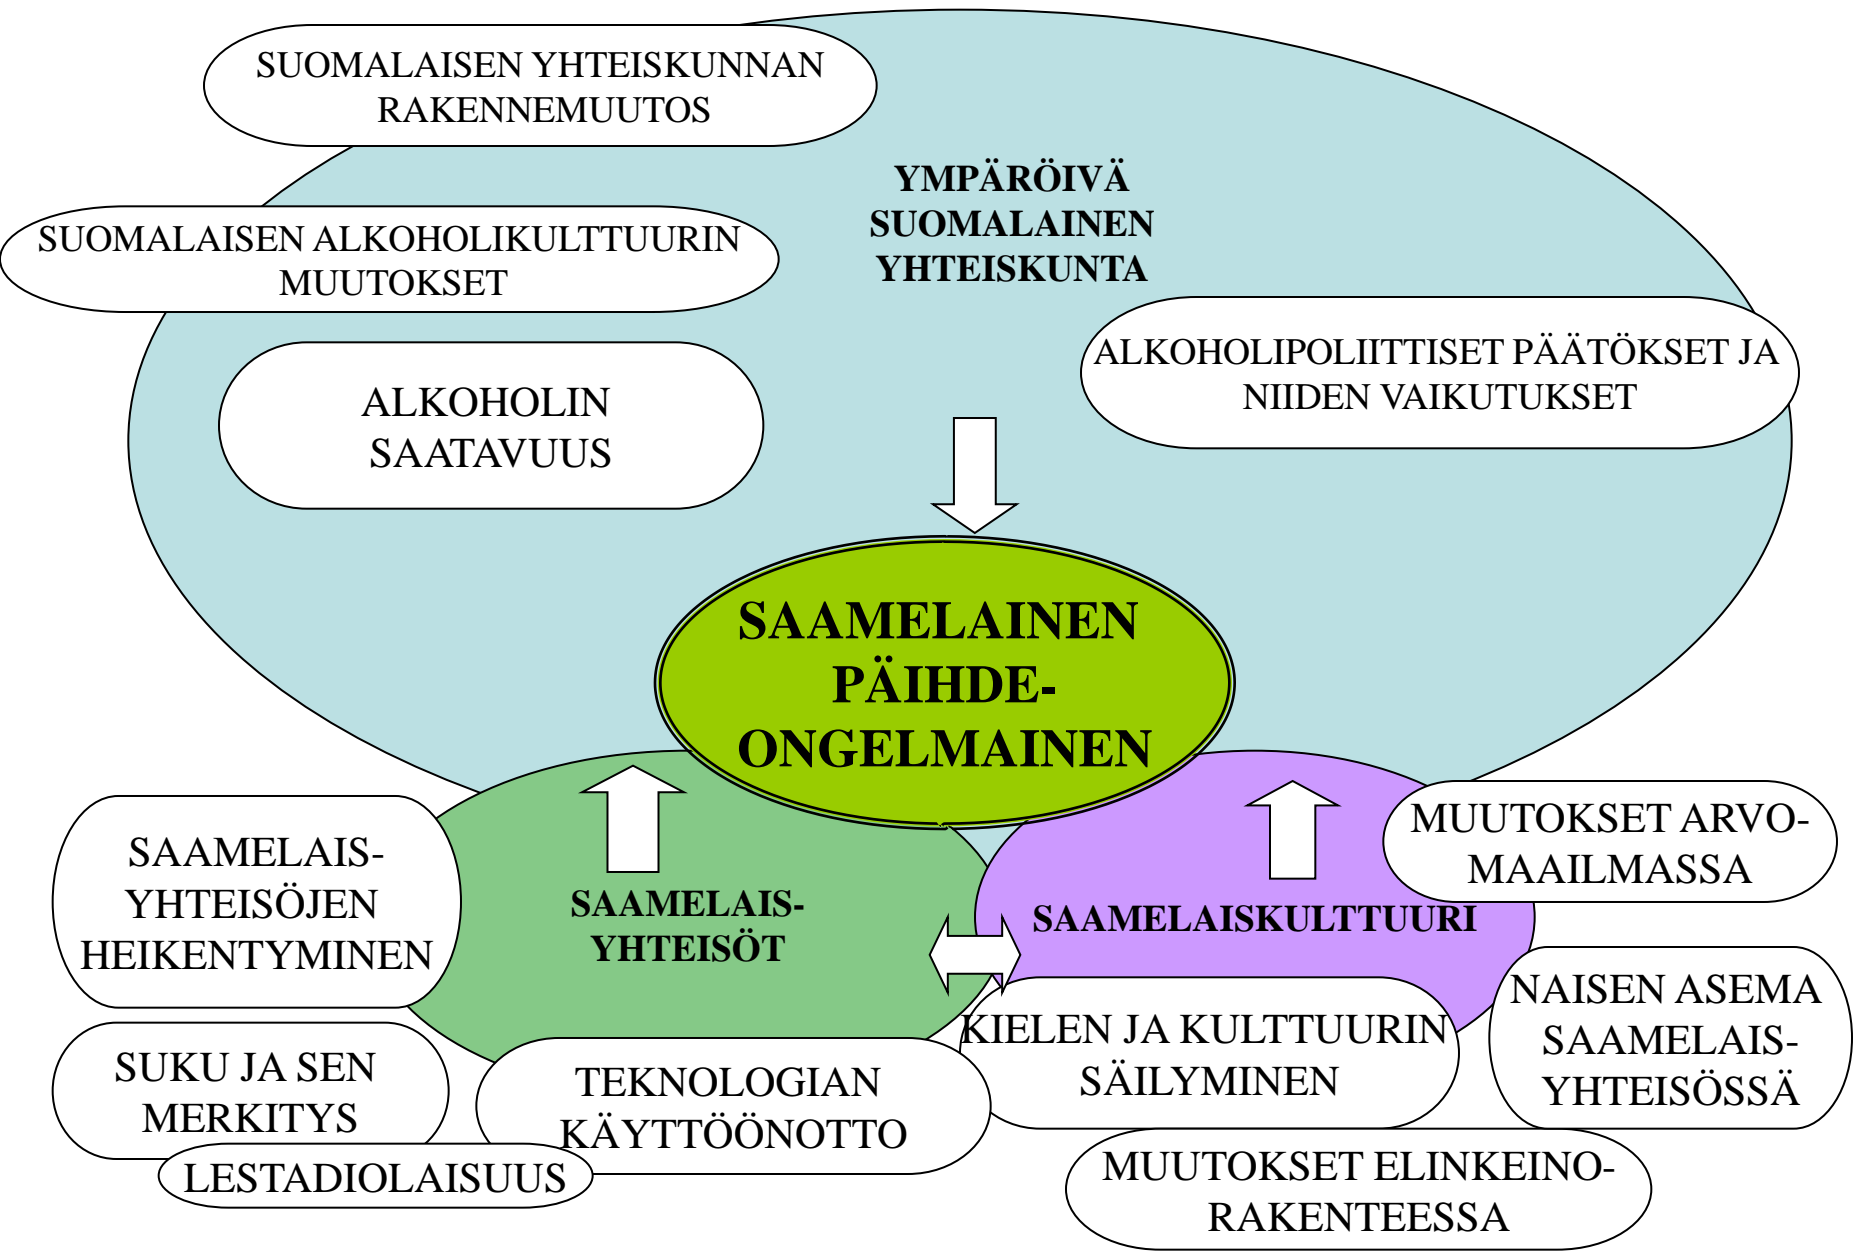 SUOMALAISEN YHTEISKUNNAN
RAKENNEMUUTOS
YMPÄRÖIVÄ
SUOMALAINEN
YHTEISKUNTA
SUOMALAISEN ALKOHOLIKULTTUURIN
MUUTOKSET
ALKOHOLIPOLIITTISET PÄÄTÖKSET JA
NIIDEN VAIKUTUKSET
ALKOHOLIN
SAATAVUUS
SAAMELAINEN
PÄIHDE-
ONGELMAINEN
SAAMELAIS-
YHTEISÖJEN
HEIKENTYMINEN
SAAMELAIS-
YHTEISÖT
SAAMELAISKULTTUURI
MUUTOKSET ARVO-
MAAILMASSA
NAISEN ASEMA
SAAMELAIS-
YHTEISÖSSÄ
KIELEN JA KULTTUURIN
SÄILYMINEN
SUKU JA SEN
MERKITYS
TEKNOLOGIAN
KÄYTTÖÖNOTTO
LESTADIOLAISUUS
MUUTOKSET ELINKEINO-
RAKENTEESSA